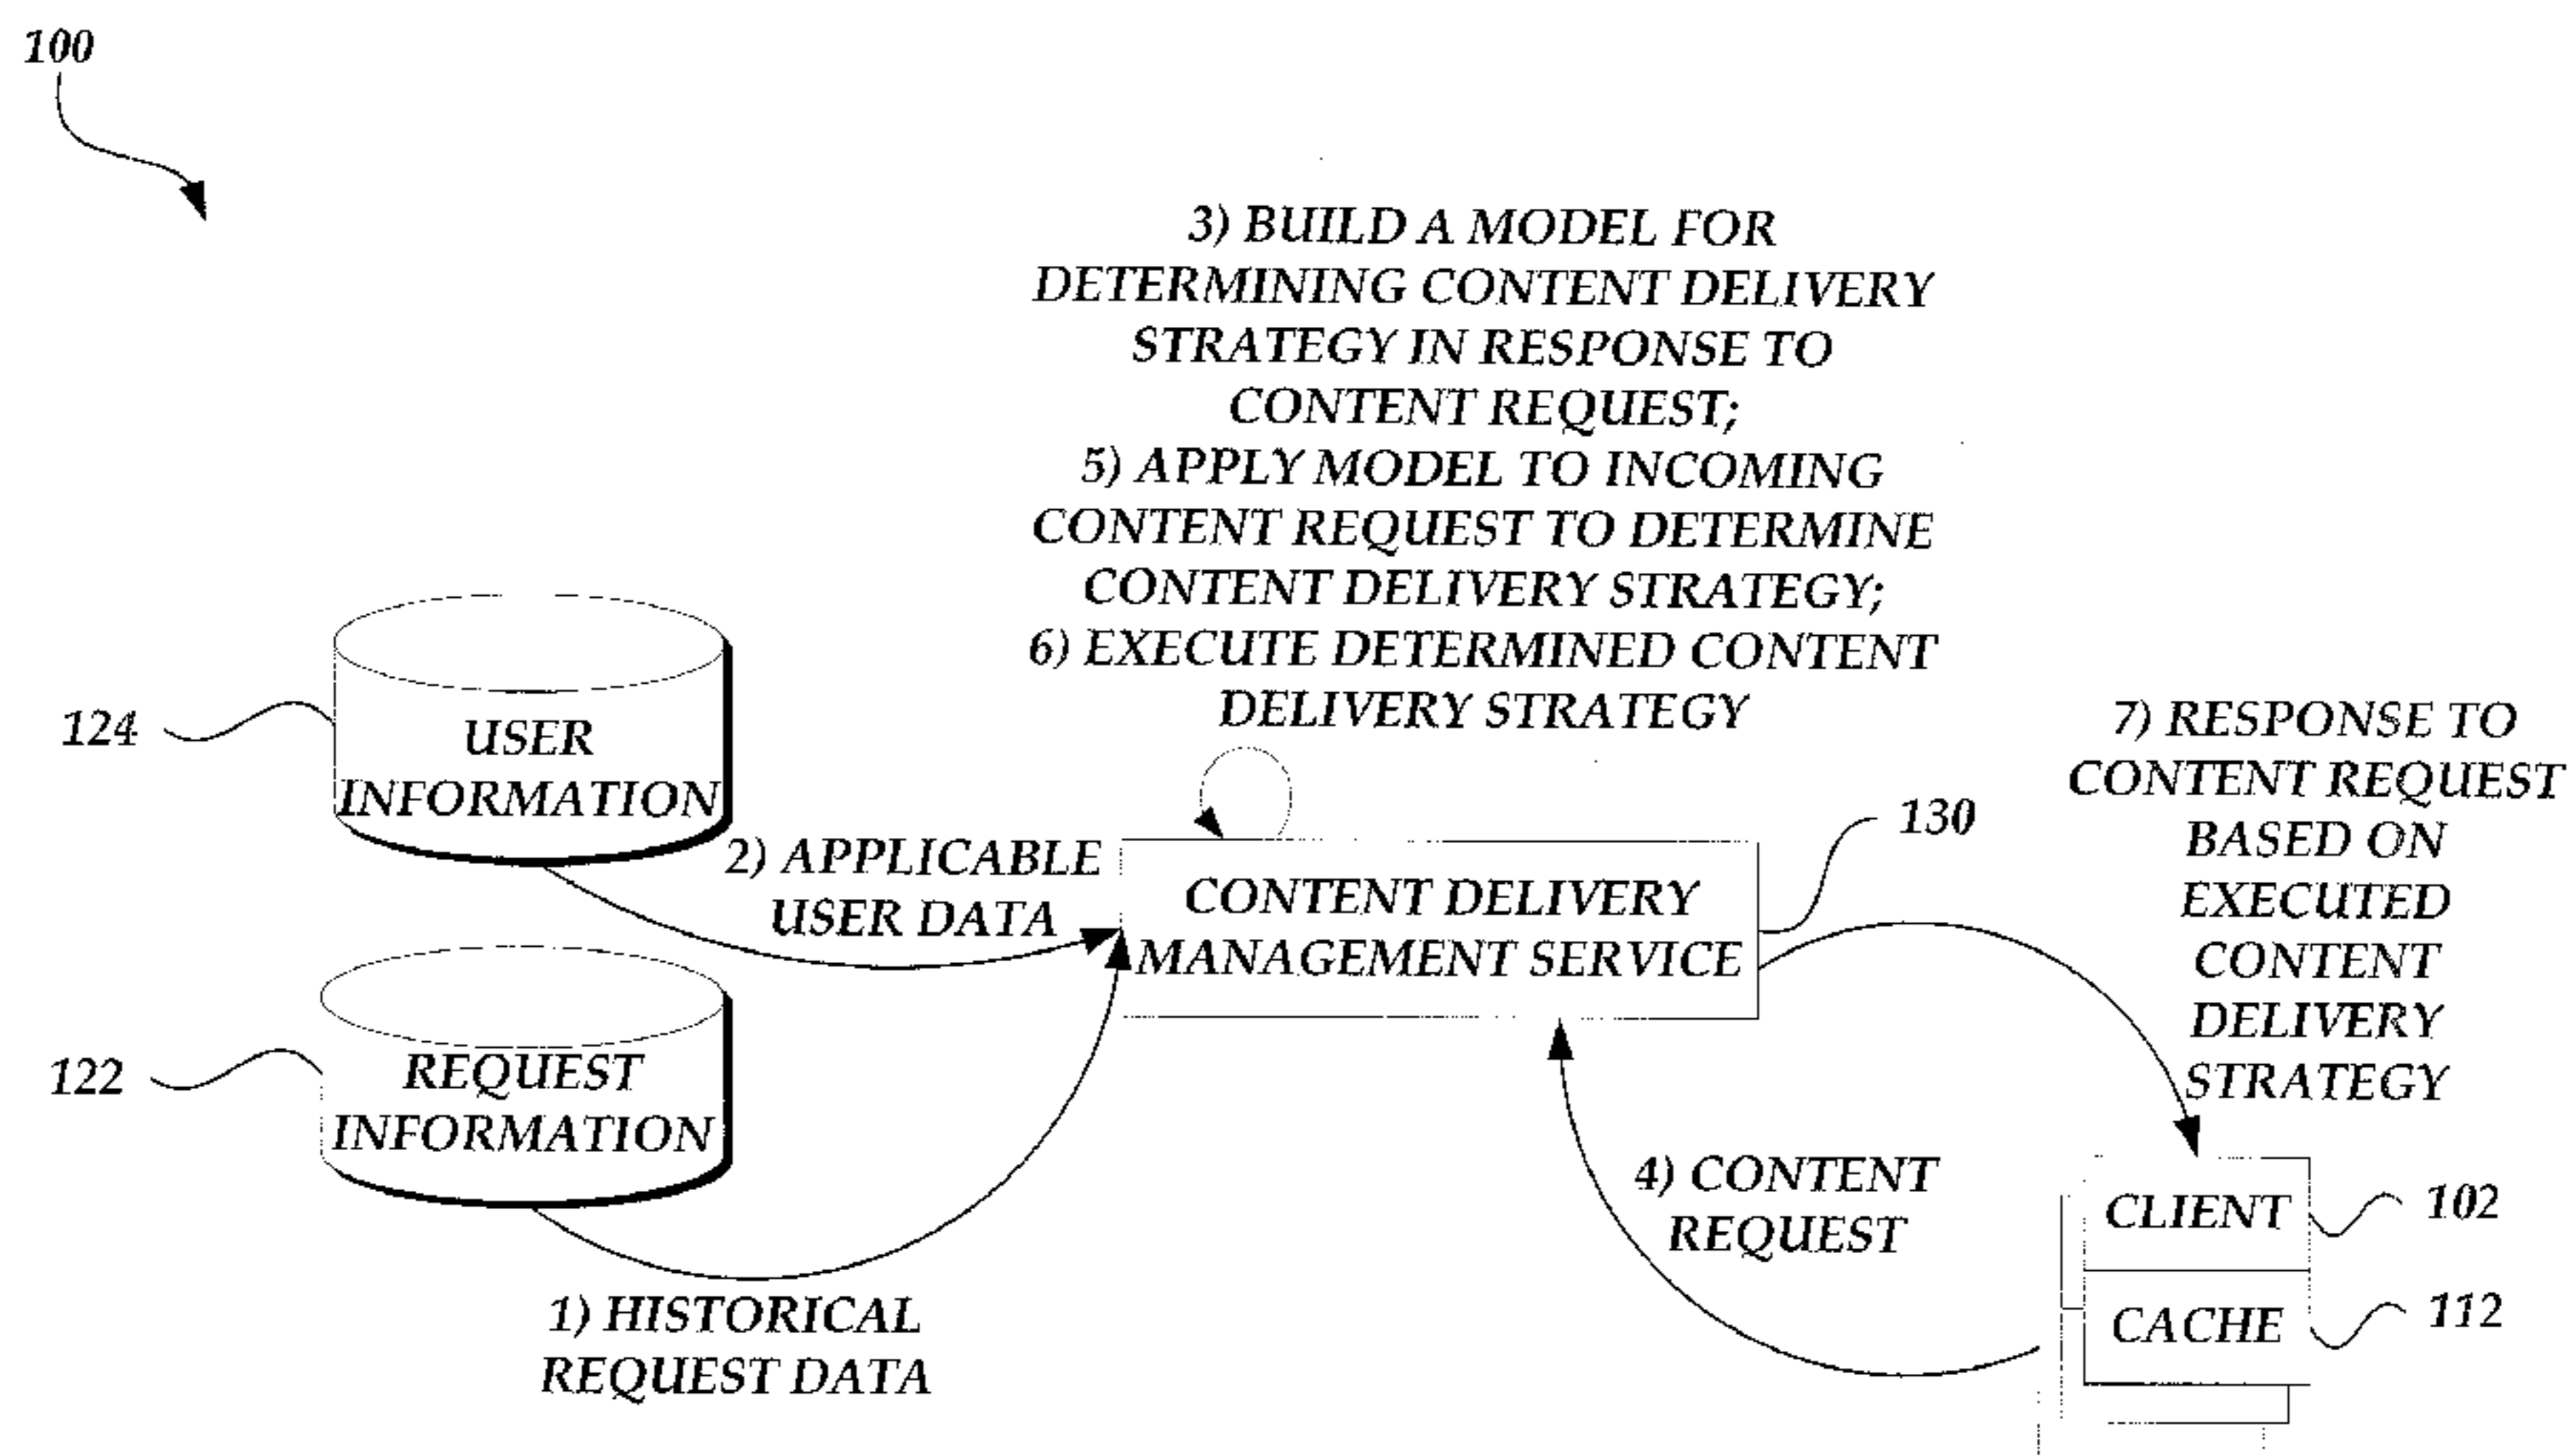 100
3) BUILD A MODEL FOR
DETERMINING CONTENT DELIVERY
STRATEGY IN RESPONSE TO
CONTENT REQUEST;
5) APPLY MODEL TO INCOMING
CONTENT REQUEST TO DETERMINE
CONTENT DELIVERY STRATEGY;
6) EXECUTE DETERMINED CONTENT
DELIVERY STRATEGY
124
USER
INFORMATION
2) APPLICABLE
USER DATA
122
REQUEST
INFORMATION
1) HISTORICAL
REQUEST DATA
130
CONTENT DELIVERY
MANAGEMENT SERVICE
7) RESPONSE TO
CONTENT REQUEST
BASED ON
EXECUTED
CONTENT
DELIVERY
STRATEGY
4) CONTENT
REQUEST
CLIENT
102
CACHE
112